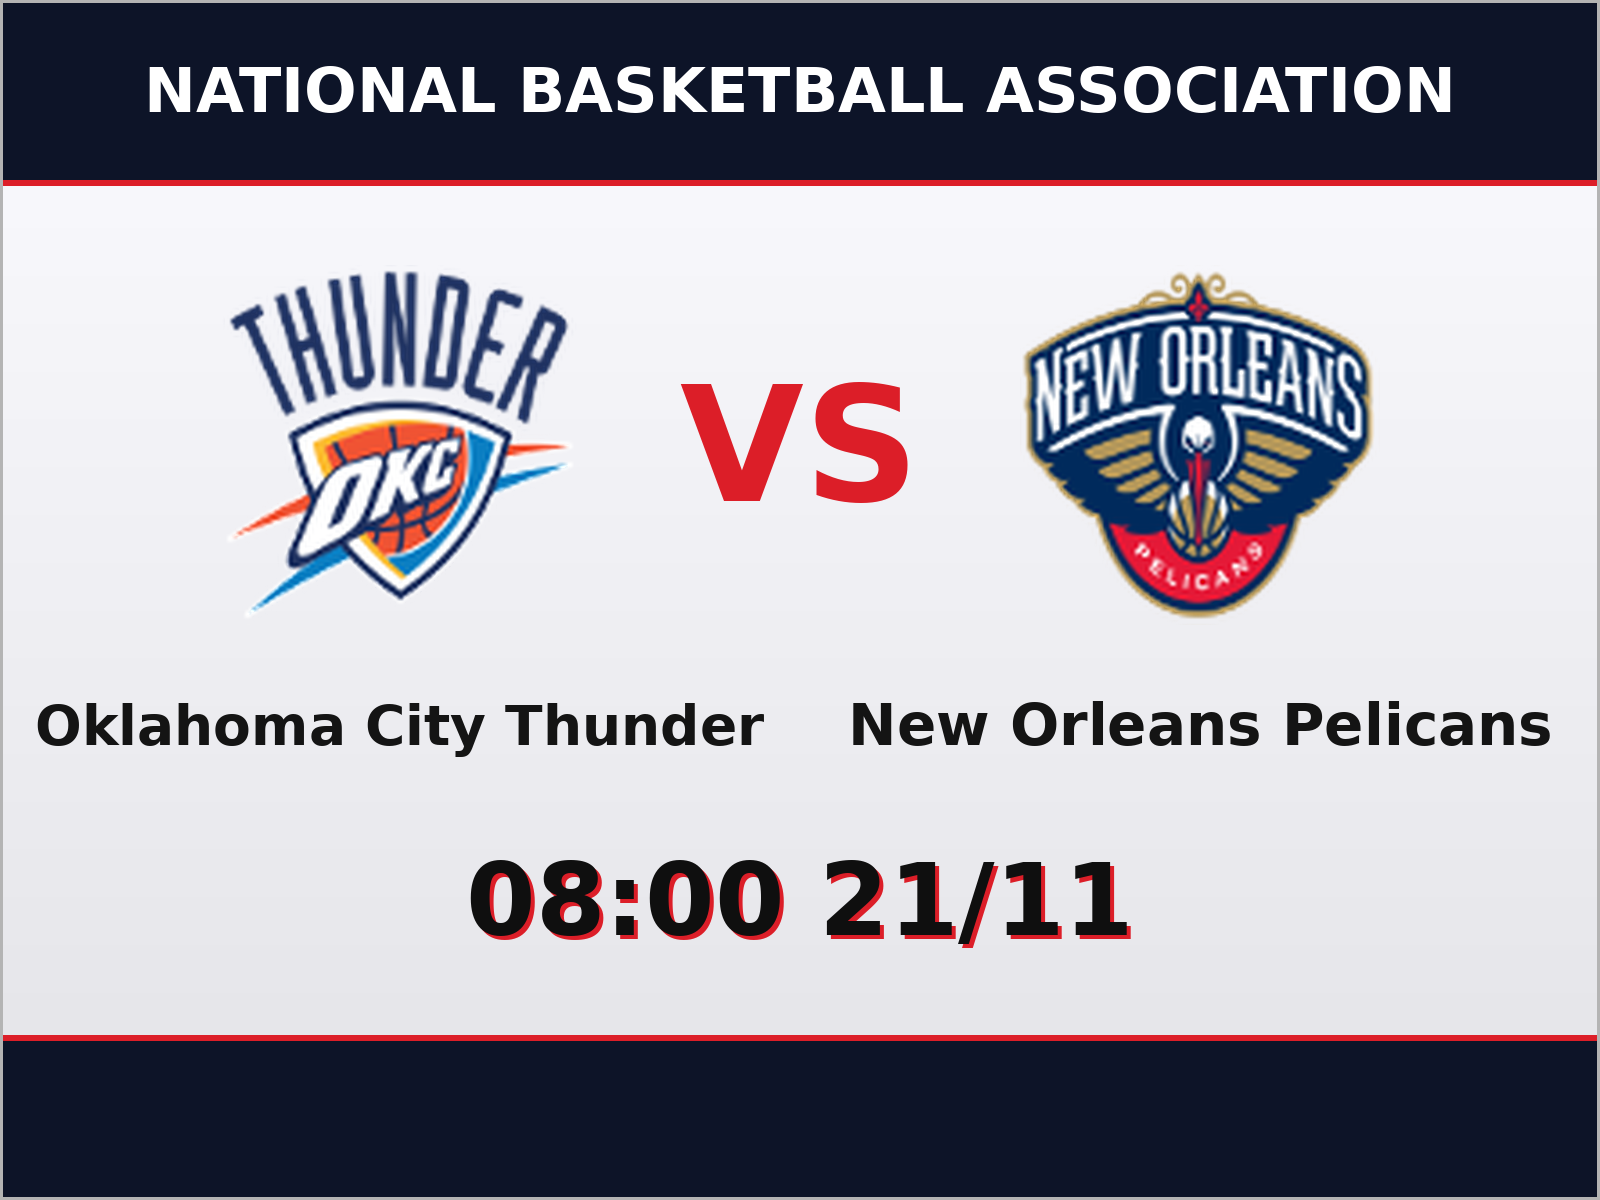 NATIONAL BASKETBALL ASSOCIATION
THUNDER
OKC
NEW ORLEANS
PELICANS
VS
Oklahoma City Thunder
New Orleans Pelicans
08:00 21/11